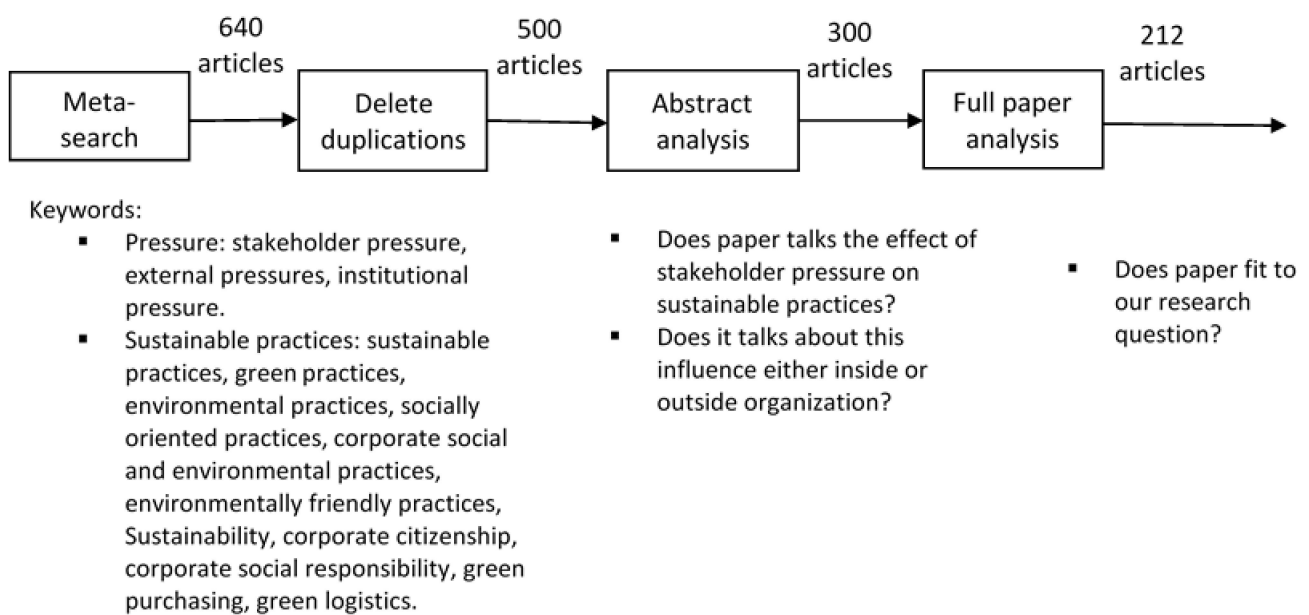 640
articles
500
articles
300
articles
212
articles
Meta-
search
Delete
duplications
Abstract
analysis
Full paper
analysis
Keywords:
▪ Pressure: stakeholder pressure,
external pressures, institutional
pressure.
▪ Sustainable practices: sustainable
practices, green practices,
environmental practices, socially
oriented practices, corporate social
and environmental practices,
environmentally friendly practices,
Sustainability, corporate citizenship,
corporate social responsibility, green
purchasing, green logistics.
▪ Does paper talks the effect of
stakeholder pressure on
sustainable practices?
▪ Does it talks about this
influence either inside or
outside organization?
▪ Does paper fit to
our research
question?